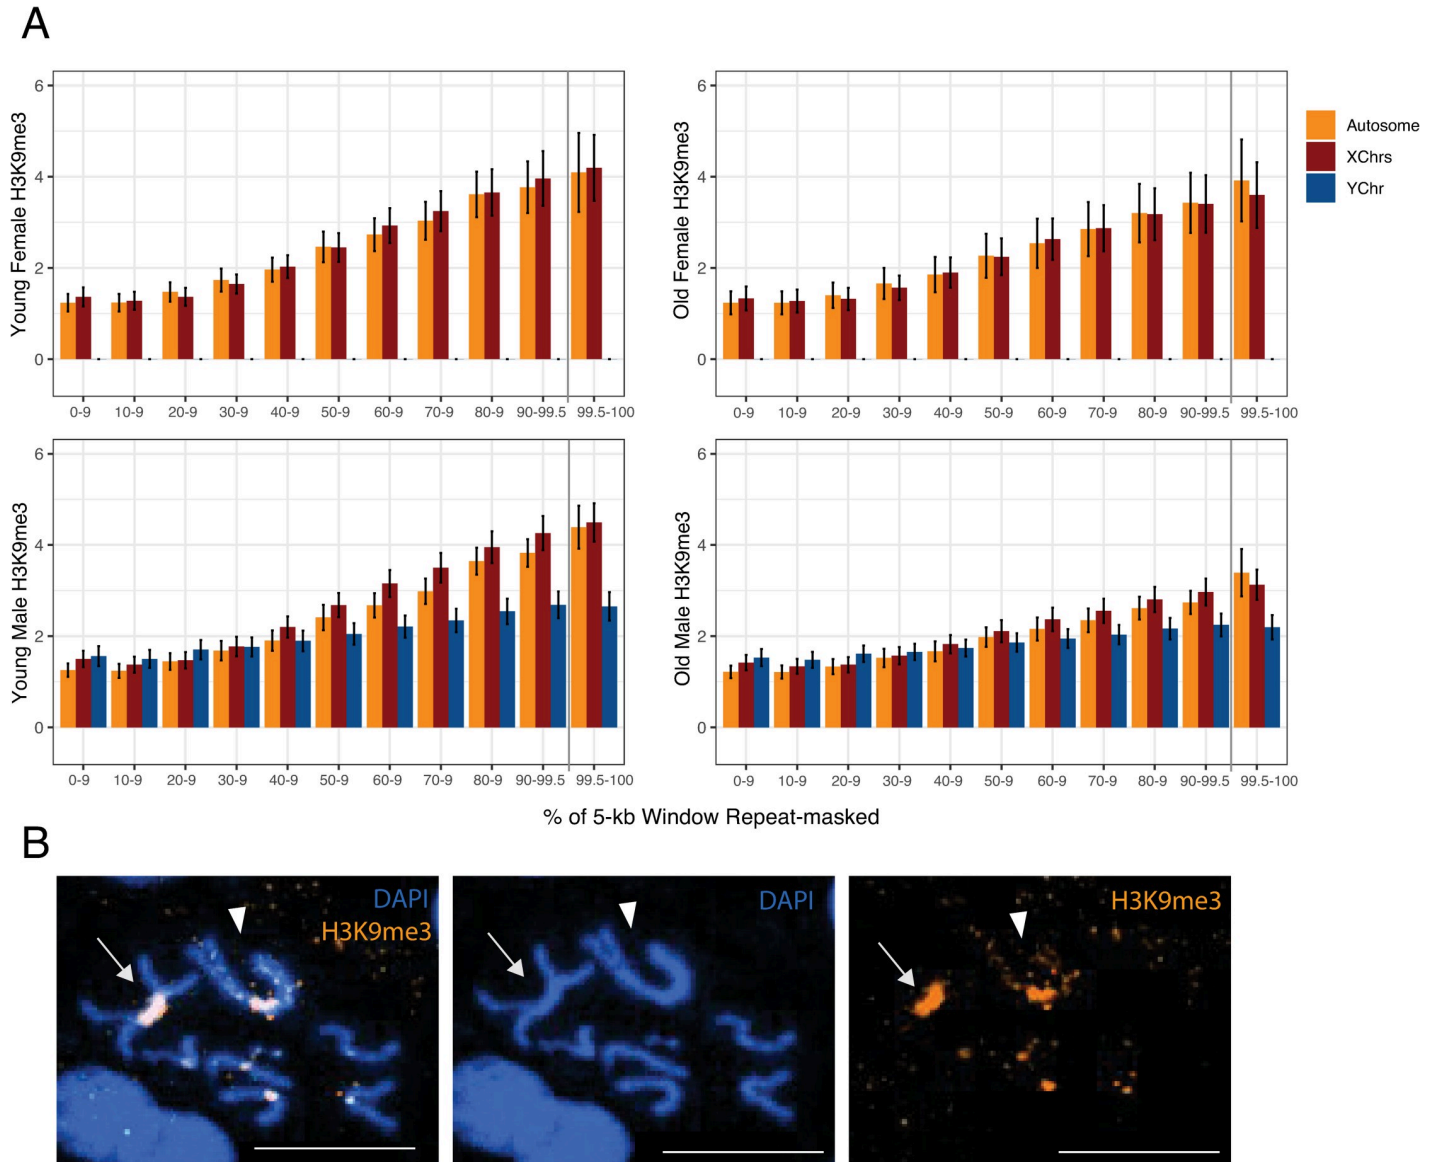 A
Young Female H3K9me3
6
4
2
0
0-9 10-9 20-9 30-9 40-9 50-9 60-9 70-9 80-9 90-99.5 99.5-100
Old Female H3K9me3
6
4
2
0
0-9 10-9 20-9 30-9 40-9 50-9 60-9 70-9 80-9 90-99.5 99.5-100
Autosome
XChrs
YChr
Young Male H3K9me3
6
4
2
0
0-9 10-9 20-9 30-9 40-9 50-9 60-9 70-9 80-9 90-99.5 99.5-100
Old Male H3K9me3
6
4
2
0
0-9 10-9 20-9 30-9 40-9 50-9 60-9 70-9 80-9 90-99.5 99.5-100
% of 5-kb Window Repeat-masked
B
DAPI
H3K9me3
DAPI
H3K9me3